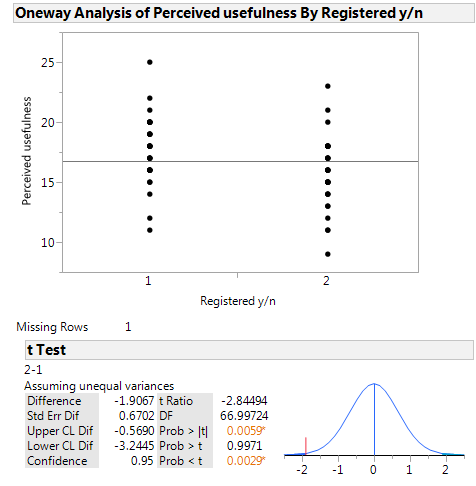 Oneway Analysis of Perceived usefulness By Registered y/n
25
20
15
10
Perceived usefulness
1 2
Registered y/n
Missing Rows 1
t Test
2-1
Assuming unequal variances
Difference -1.9067 t Ratio -2.84494
Std Err Dif 0.6702 DF 66.99724
Upper CL Dif -0.5690 Prob > |t| 0.0059*
Lower CL Dif -3.2445 Prob > t 0.9971
Confidence 0.95 Prob < t 0.0029*
-2 -1 0 1 2